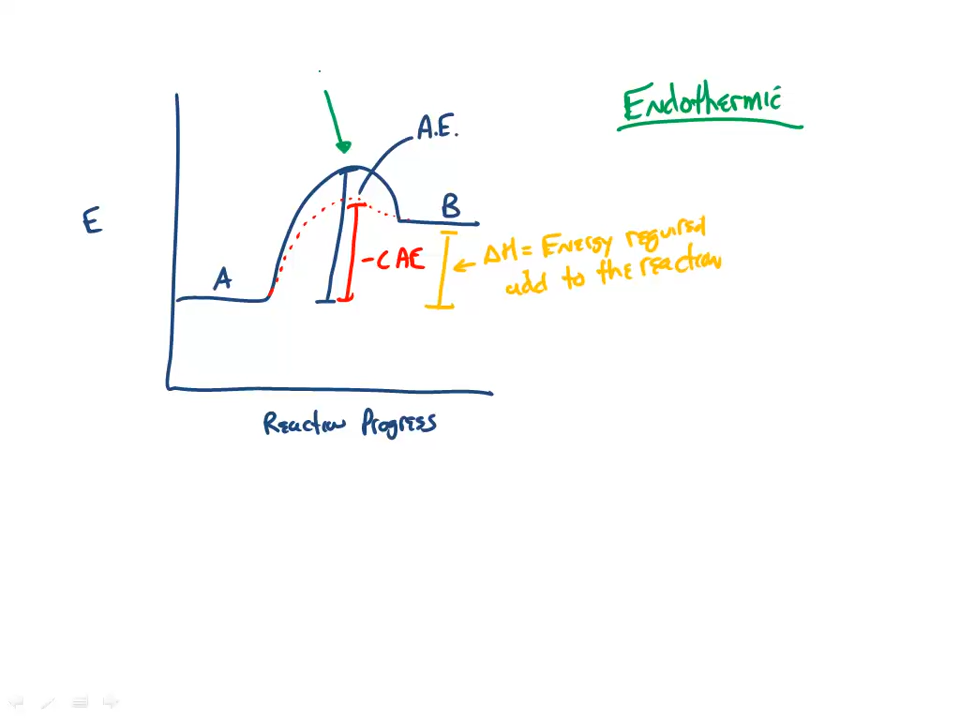 Endothermic
A.E.
E
B
A
-CAE
ΔH = Energy required
add to the reaction
Reaction Progress